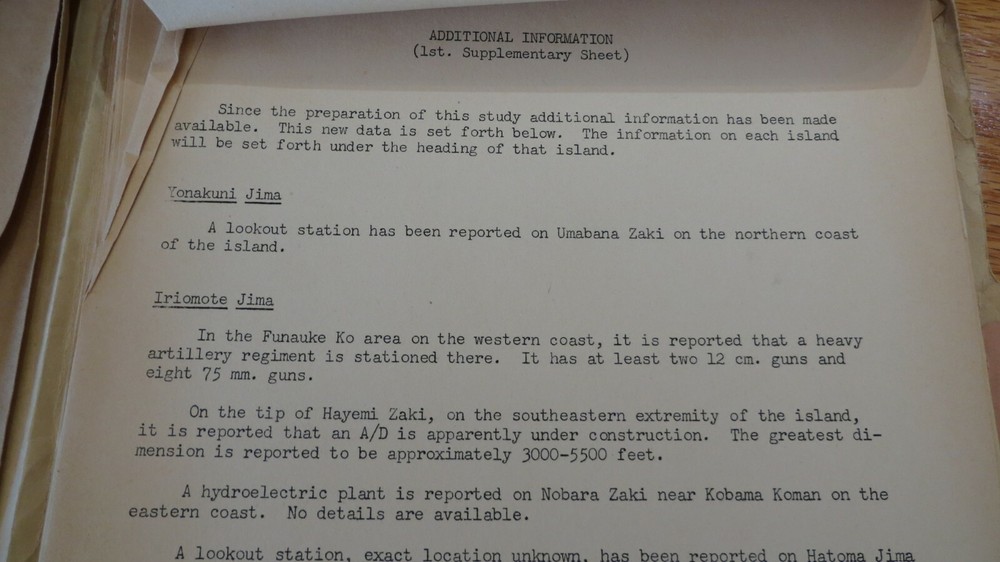 ADDITIONAL INFORMATION
(1st. Supplementary Sheet)
Since the preparation of this study additional information has been made
available. This new data is set forth below. The information on each island
will be set forth under the heading of that island.
Yonakuni Jima
A lookout station has been reported on Umabana Zaki on the northern coast
of the island.
Iriomote Jima
In the Funauke Ko area on the western coast, it is reported that a heavy
artillery regiment is stationed there. It has at least two 12 cm. guns and
eight 75 mm. guns.
On the tip of Hayemi Zaki, on the southeastern extremity of the island,
it is reported that an A/D is apparently under construction. The greatest di-
mension is reported to be approximately 3000-5500 feet.
A hydroelectric plant is reported on Nobara Zaki near Kobama Koman on the
eastern coast. No details are available.
A lookout station, exact location unknown, has been reported on Hatoma Jima